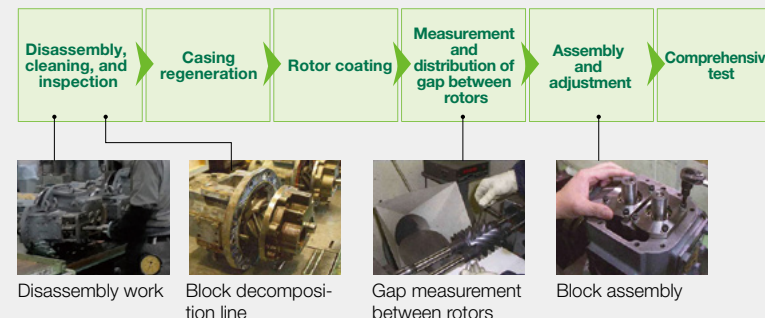 Disassembly,
cleaning, and
inspection
Casing
regeneration
Rotor coating
Measurement
and
distribution of
gap between
rotors
Assembly
and
adjustment
Comprehensiv
test
Disassembly work
Block decomposi-
tion line
Gap measurement
between rotors
Block assembly